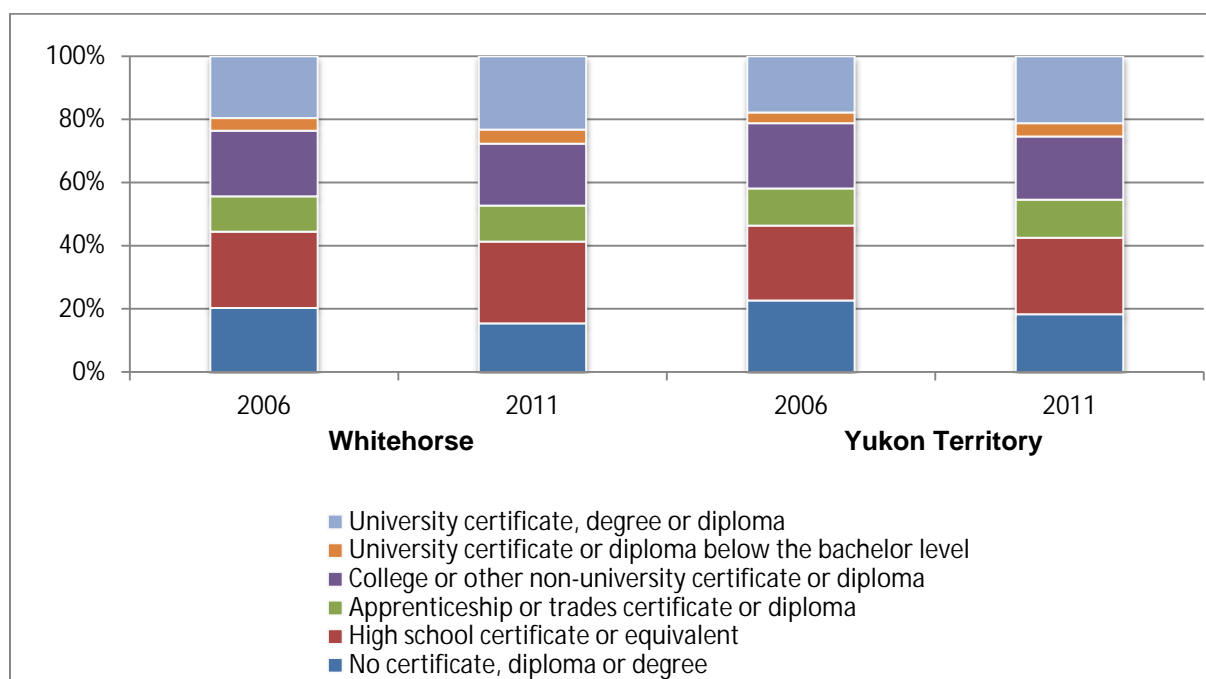 100%
80%
60%
40%
20%
0%
2006 2011 2006 2011
Whitehorse Yukon Territory
University certificate, degree or diploma
University certificate or diploma below the bachelor level
College or other non-university certificate or diploma
Apprenticeship or trades certificate or diploma
High school certificate or equivalent
No certificate, diploma or degree